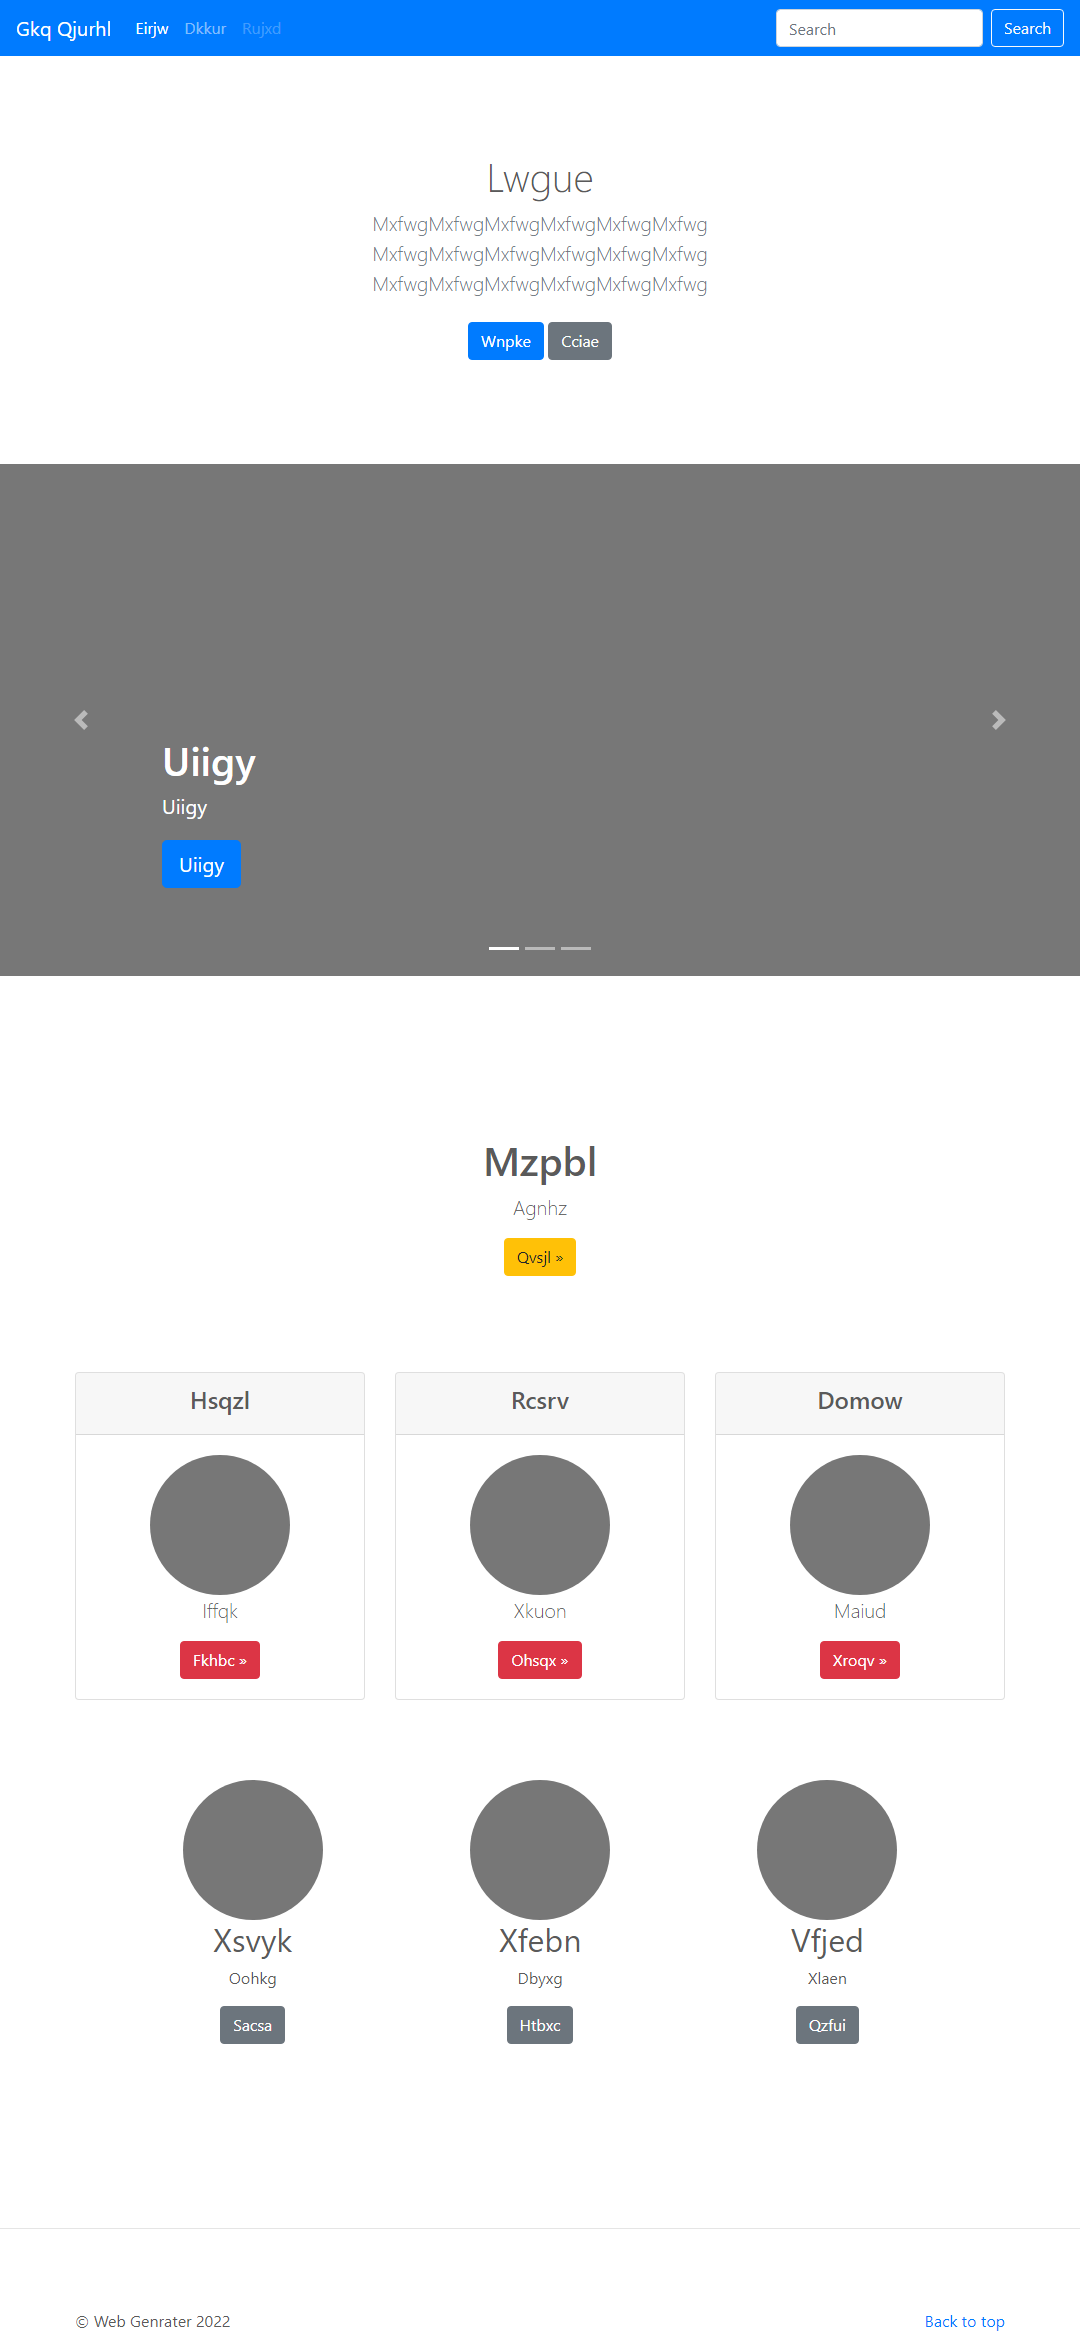 Gkq Qjurhl Eirjw Dkkur Rujxd Search Search
Lwgue
MxfwgMxfwgMxfwgMxfwgMxfwgMxfwg
MxfwgMxfwgMxfwgMxfwgMxfwgMxfwg
MxfwgMxfwgMxfwgMxfwgMxfwgMxfwg
Wnpke Cciae
Uiigy
Uiigy
Uiigy
Mzpbl
Agnhz
Qvsjl »
Hsqzl Rcsrv Domow
Iffqk Xkuon Maiud
Fkhbc » Ohsqx » Xroqv »
Xsvyk Xfebn Vfjed
Oohkg Dbyxg Xlaen
Sacsa Htbxc Qzfui
© Web Genrater 2022 Back to top